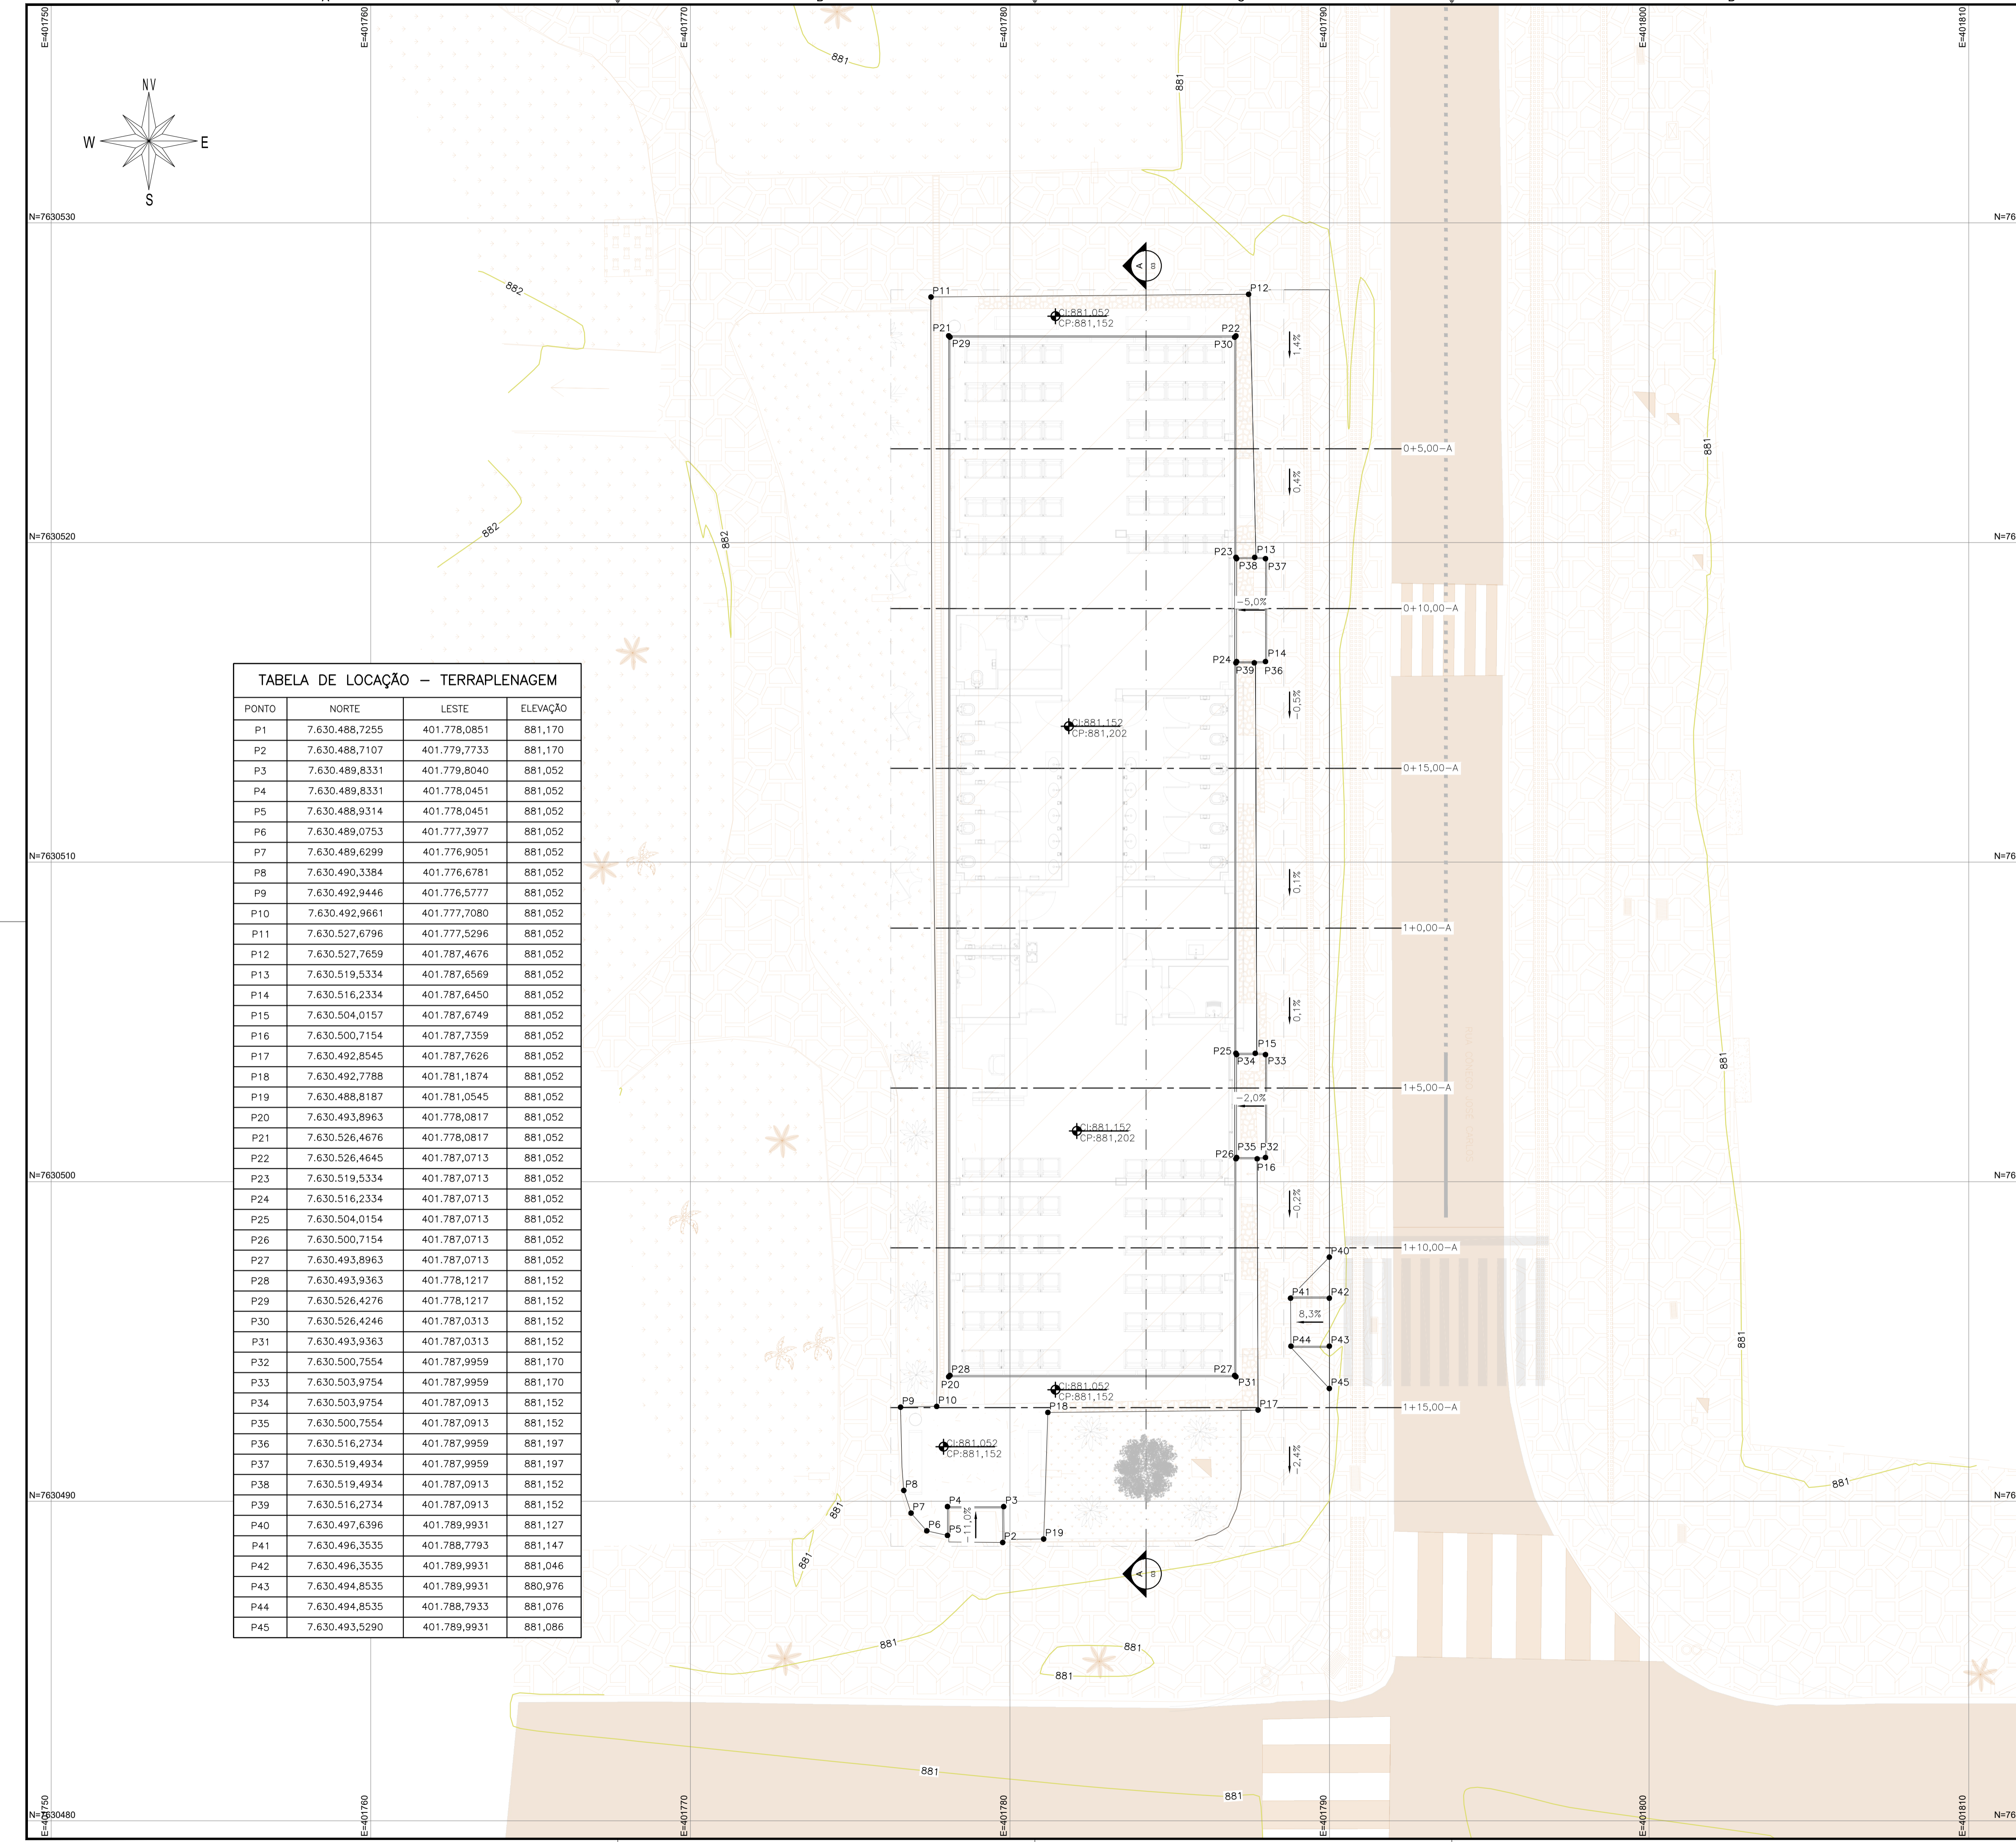 E=401750
E=401760
E=401770
E=401780
E=401790
E=401800
E=401810
881
881
NV
W E
S
N=7630530
N=76
882
P11
P12
CI:881,052
CP:881,152
P21
P22
P29
P30
1,4%
A
03
0+5,00-A
881
0,4%
882
882
N=7630520
N=76
P23
P13
P38
P37
-5,0%
0+10,00-A
P24
P14
P39
P36
-0,5%
CI:881,152
CP:881,202
0+15,00-A
N=7630510
N=76
0,1%
1+0,00-A
0,1%
P25
P15
P34
P33
881
1+5,00-A
-2,0%
CI:881,152
CP:881,202
P26
P35
P32
P16
N=7630500
N=76
-0,2%
1+10,00-A
P40
P41
P42
8,3%
P44
P43
881
P28
P27
P20
P31
CI:881,052
CP:881,152
P45
P9
P10
P18
P17
1+15,00-A
CI:881,052
CP:881,152
-2,4%
881
P8
N=7630490
N=76
P7
P4
P3
881
P6
P5
-11,0%
P2
P19
881
A
03
881
881
881
881
881
N=7630480
N=76
E=401750
E=401760
E=401770
E=401780
E=401790
E=401800
E=401810
TABELA DE LOCAÇÃO – TERRAPLENAGEM
PONTO NORTE LESTE ELEVAÇÃO
P1 7.630.488,7255 401.778,0851 881,170
P2 7.630.488,7107 401.779,7733 881,170
P3 7.630.489,8331 401.779,8040 881,052
P4 7.630.489,8331 401.778,0451 881,052
P5 7.630.488,9314 401.778,0451 881,052
P6 7.630.489,0753 401.777,3977 881,052
P7 7.630.489,6299 401.776,9051 881,052
P8 7.630.490,3384 401.776,6781 881,052
P9 7.630.492,9446 401.776,5777 881,052
P10 7.630.492,9661 401.777,7080 881,052
P11 7.630.527,6796 401.777,5296 881,052
P12 7.630.527,7659 401.787,4676 881,052
P13 7.630.519,5334 401.787,6569 881,052
P14 7.630.516,2334 401.787,6450 881,052
P15 7.630.504,0157 401.787,6749 881,052
P16 7.630.500,7154 401.787,7359 881,052
P17 7.630.492,8545 401.787,7626 881,052
P18 7.630.492,7788 401.781,1874 881,052
P19 7.630.488,8187 401.781,0545 881,052
P20 7.630.493,8963 401.778,0817 881,052
P21 7.630.526,4676 401.778,0817 881,052
P22 7.630.526,4645 401.787,0713 881,052
P23 7.630.519,5334 401.787,0713 881,052
P24 7.630.516,2334 401.787,0713 881,052
P25 7.630.504,0154 401.787,0713 881,052
P26 7.630.500,7154 401.787,0713 881,052
P27 7.630.493,8963 401.787,0713 881,052
P28 7.630.493,9363 401.778,1217 881,152
P29 7.630.526,4276 401.778,1217 881,152
P30 7.630.526,4246 401.787,0313 881,152
P31 7.630.493,9363 401.787,0313 881,152
P32 7.630.500,7554 401.787,9959 881,170
P33 7.630.503,9754 401.787,9959 881,170
P34 7.630.503,9754 401.787,0913 881,152
P35 7.630.500,7554 401.787,0913 881,152
P36 7.630.516,2734 401.787,9959 881,197
P37 7.630.519,4934 401.787,9959 881,197
P38 7.630.519,4934 401.787,0913 881,152
P39 7.630.516,2734 401.787,0913 881,152
P40 7.630.497,6396 401.789,9931 881,127
P41 7.630.496,3535 401.788,7793 881,147
P42 7.630.496,3535 401.789,9931 881,046
P43 7.630.494,8535 401.789,9931 880,976
P44 7.630.494,8535 401.788,7933 881,076
P45 7.630.493,5290 401.789,9931 881,086